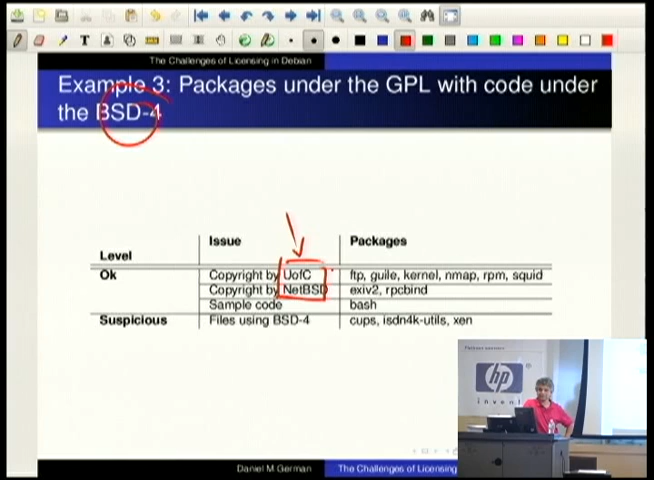 The Challenges of Licensing in Debian
Example 3: Packages under the GPL with code under
the BSD-4
Level Issue Packages
Ok Copyright by UofC ftp, guile, kernel, nmap, rpm, squid
Copyright by NetBSD exiv2, rpcbind
Sample code bash
Suspicious Files using BSD-4 cups, isdn4k-utils, xen
hp
invent
Daniel M German The Challenges of Licensing